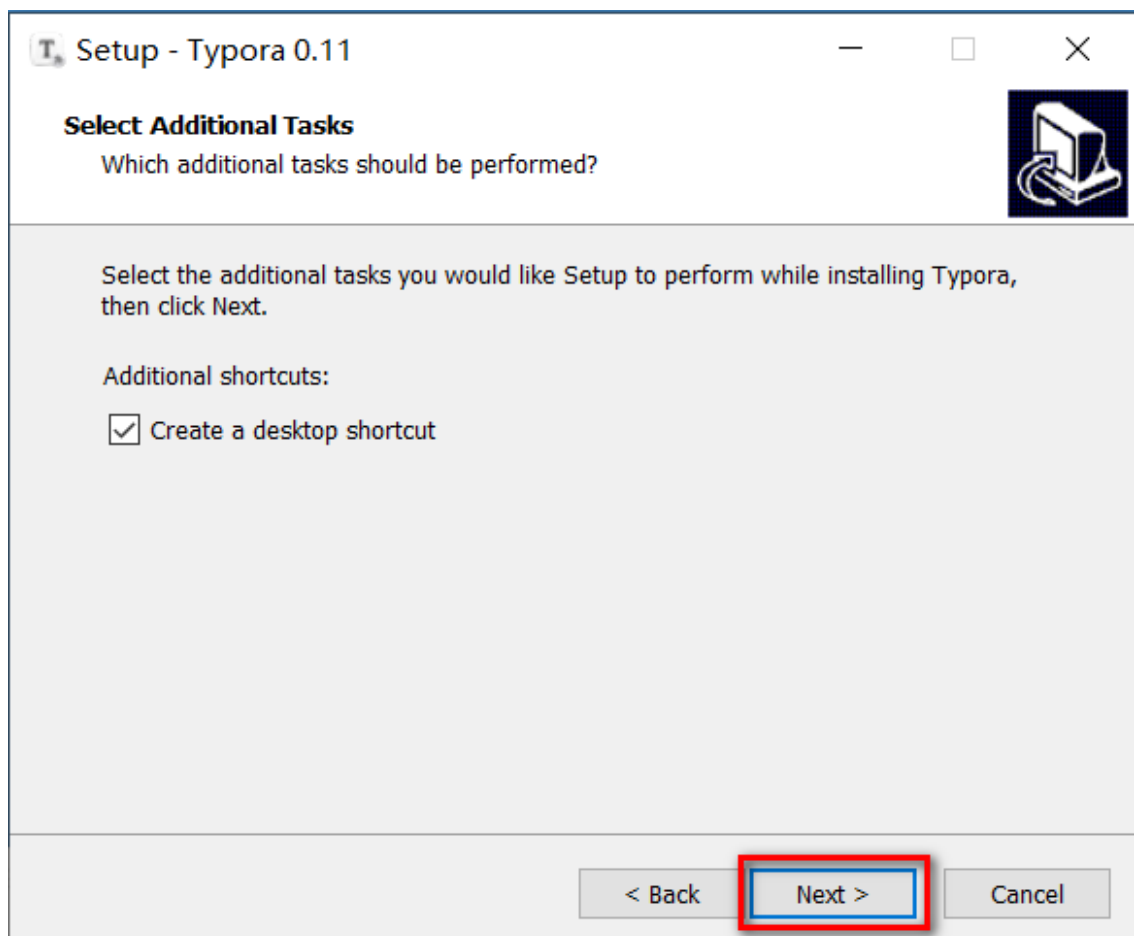 Setup - Typora 0.11
Select Additional Tasks
Which additional tasks should be performed?
Select the additional tasks you would like Setup to perform while installing Typora,
then click Next.
Additional shortcuts:
Create a desktop shortcut
< Back
Next >
Cancel